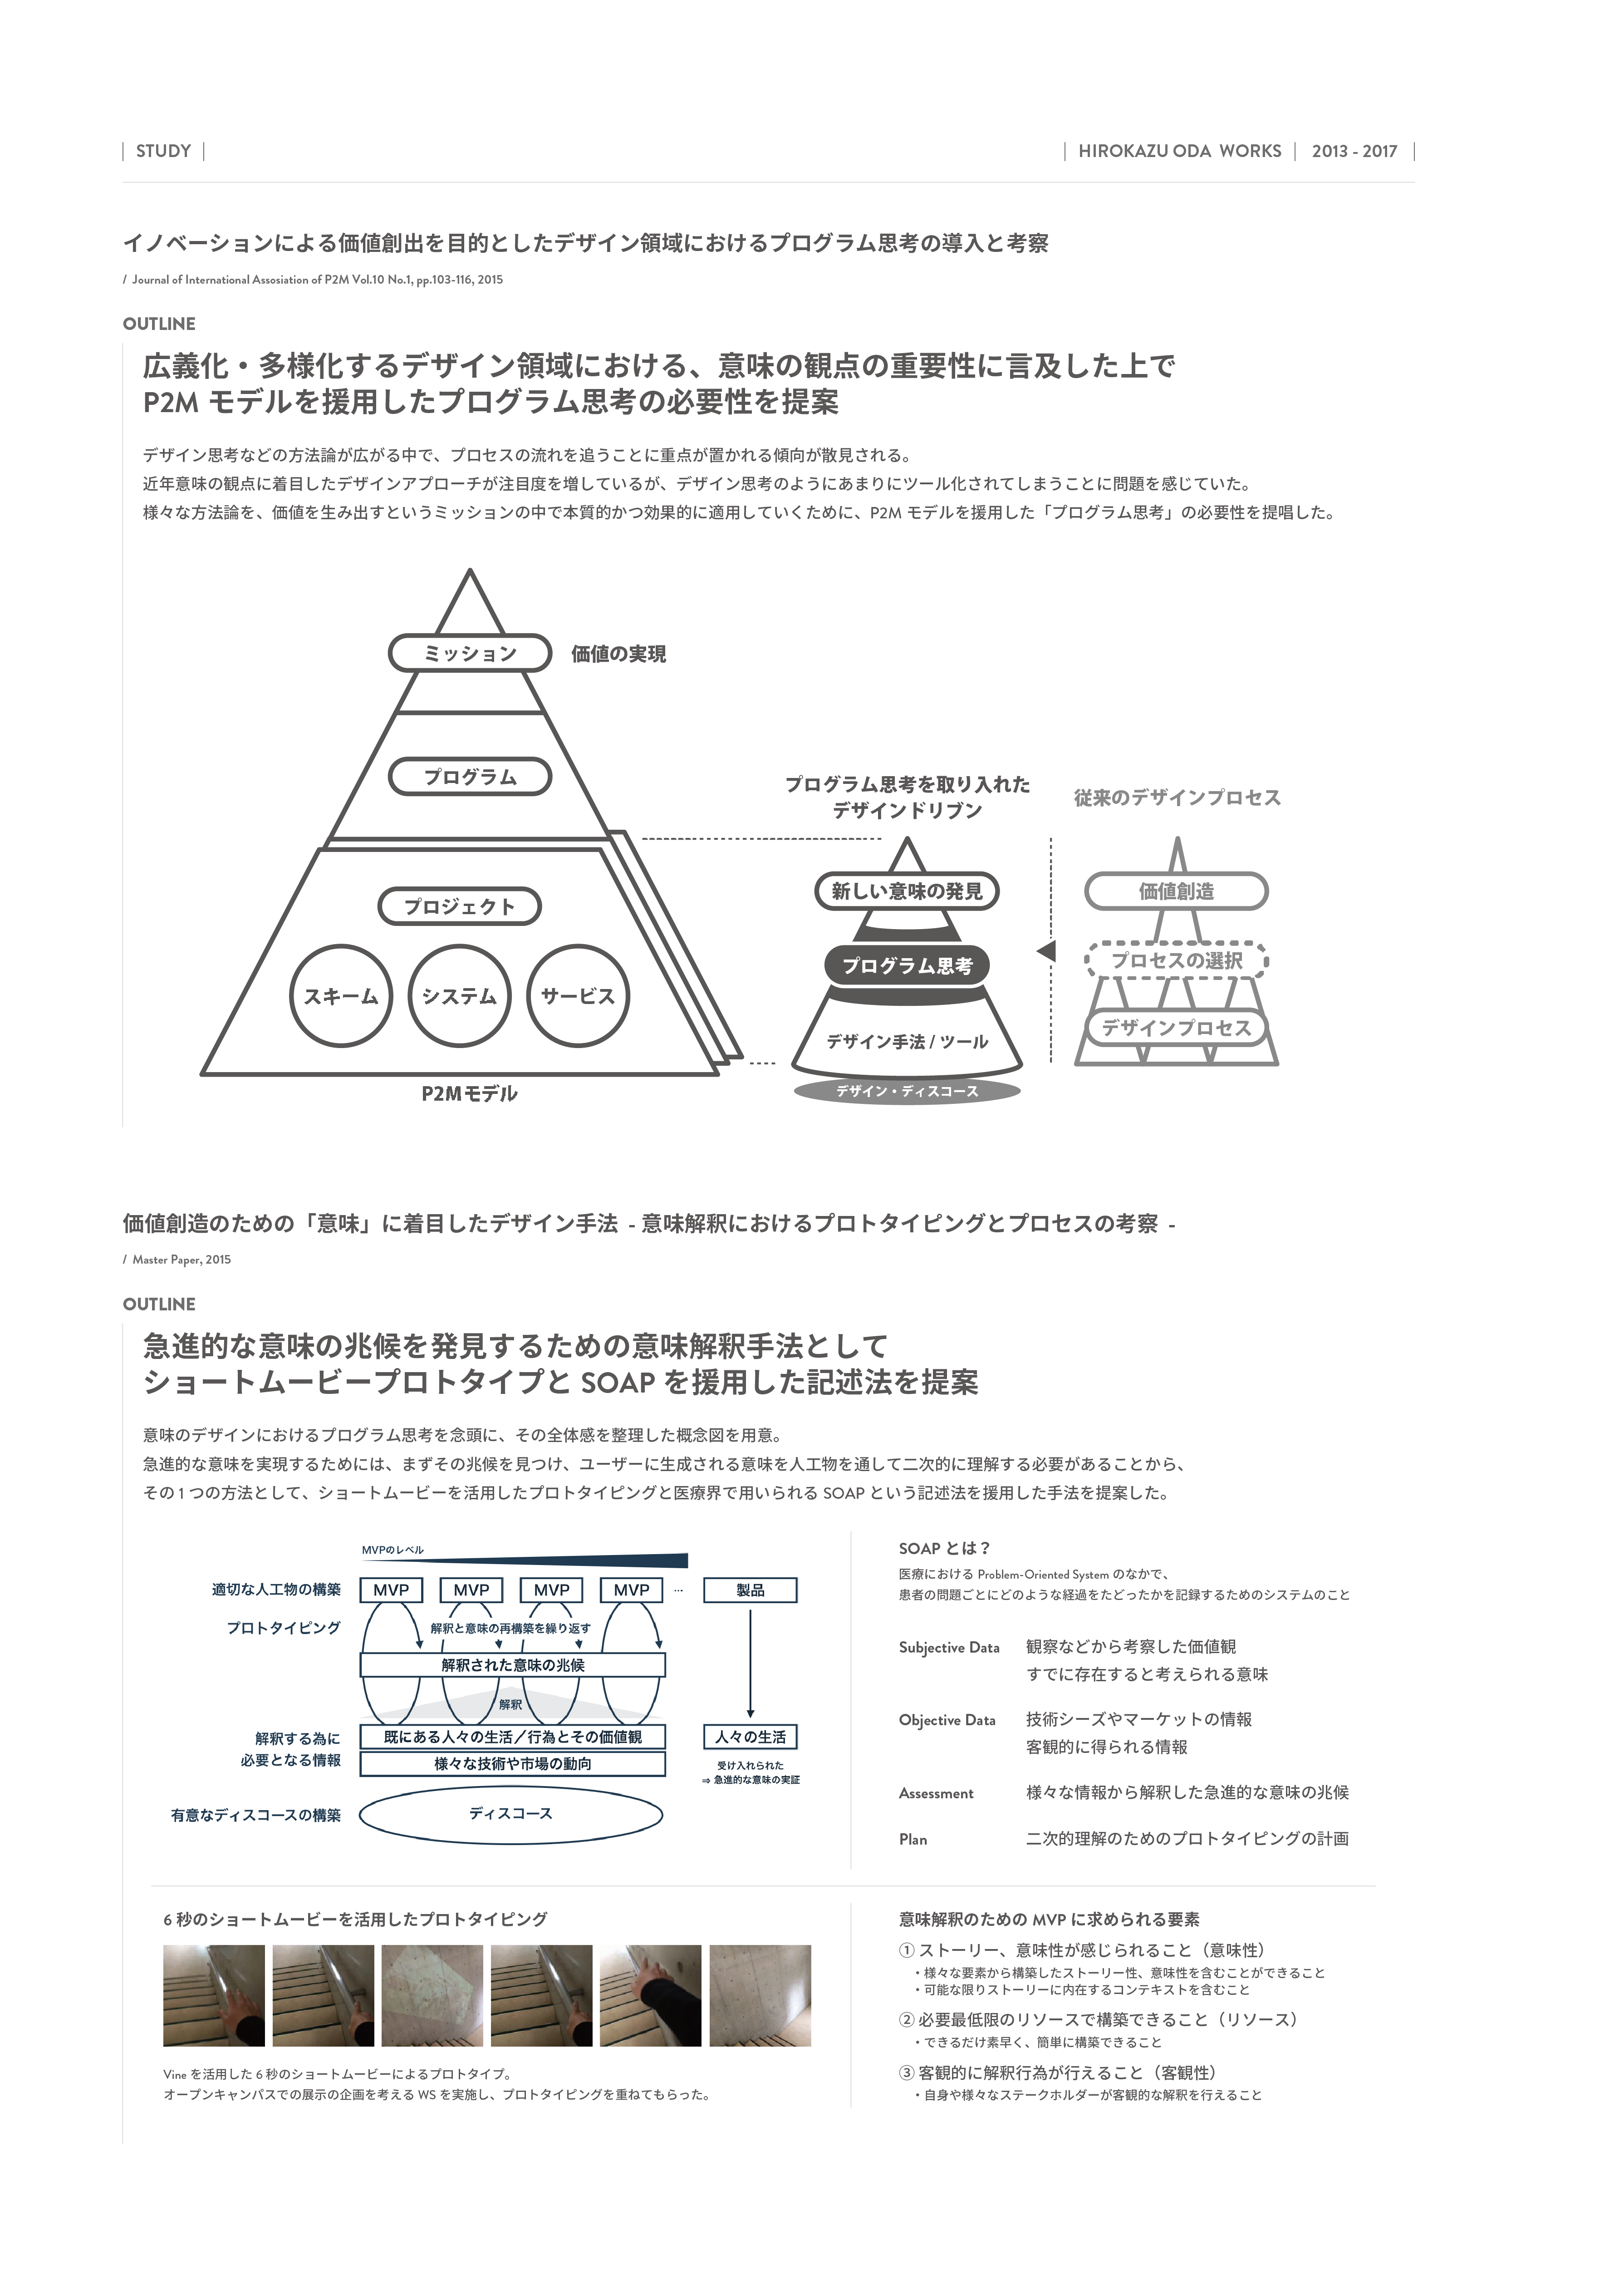 STUDY
HIROKAZU ODA WORKS 2013 - 2017
イノベーションによる価値創出を目的としたデザイン領域におけるプログラム思考の導入と考察
/ Journal of International Assosiation of P2M Vol.10 No.1, pp.103-116, 2015
OUTLINE
広義化・多様化するデザイン領域における、意味の観点の重要性に言及した上で
P2M モデルを援用したプログラム思考の必要性を提案
デザイン思考などの方法論が広がる中で、プロセスの流れを追うことに重点が置かれる傾向が散見される。
近年意味の観点に着目したデザインアプローチが注目度を増しているが、デザイン思考のようにあまりにツール化されてしまうことに問題を感じていた。
様々な方法論を、価値を生み出すというミッションの中で本質的かつ効果的に適用していくために、P2M モデルを援用した「プログラム思考」の必要性を提唱した。
ミッション
価値の実現
プログラム
プロジェクト
スキーム
システム
サービス
P2Mモデル
プログラム思考を取り入れた
デザインドリブン
新しい意味の発見
プログラム思考
デザイン手法 / ツール
デザイン・ディスコース
従来のデザインプロセス
価値創造
プロセスの選択
デザインプロセス
価値創造のための「意味」に着目したデザイン手法 - 意味解釈におけるプロトタイピングとプロセスの考察 -
/ Master Paper, 2015
OUTLINE
急進的な意味の兆候を発見するための意味解釈手法として
ショートムービープロトタイプと SOAP を援用した記述法を提案
意味のデザインにおけるプログラム思考を念頭に、その全体感を整理した概念図を用意。
急進的な意味を実現するためには、まずその兆候を見つけ、ユーザーに生成される意味を人工物を通して二次的に理解する必要があることから、
その 1 つの方法として、ショートムービーを活用したプロトタイピングと医療界で用いられる SOAP という記述法を援用した手法を提案した。
MVPのレベル
適切な人工物の構築
MVP
MVP
MVP
MVP
…
製品
プロトタイピング
解釈と意味の再構築を繰り返す
解釈された意味の兆候
解釈
解釈する為に
必要となる情報
既にある人々の生活／行為とその価値観
様々な技術や市場の動向
人々の生活
受け入れられた
⇒ 急進的な意味の実証
有意なディスコースの構築
ディスコース
SOAP とは？
医療における Problem-Oriented System のなかで、
患者の問題ごとにどのような経過をたどったかを記録するためのシステムのこと
Subjective Data 観察などから考察した価値観
すでに存在すると考えられる意味
Objective Data 技術シーズやマーケットの情報
客観的に得られる情報
Assessment 様々な情報から解釈した急進的な意味の兆候
Plan 二次的理解のためのプロトタイピングの計画
6 秒のショートムービーを活用したプロトタイピング
Vine を活用した 6 秒のショートムービーによるプロトタイプ。
オープンキャンパスでの展示の企画を考える WS を実施し、プロトタイピングを重ねてもらった。
意味解釈のための MVP に求められる要素
① ストーリー、意味性が感じられること（意味性）
・様々な要素から構築したストーリー性、意味性を含むことができること
・可能な限りストーリーに内在するコンテキストを含むこと
② 必要最低限のリソースで構築できること（リソース）
・できるだけ素早く、簡単に構築できること
③ 客観的に解釈行為が行えること（客観性）
・自身や様々なステークホルダーが客観的な解釈を行えること